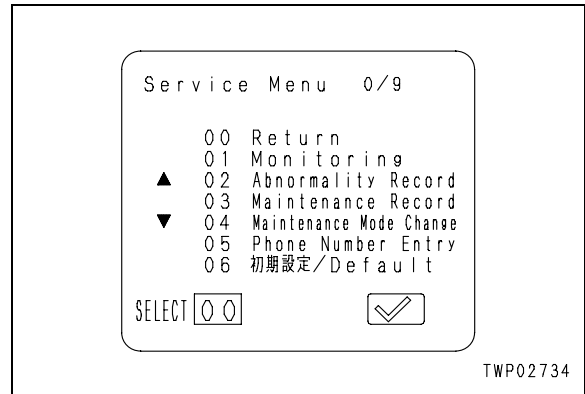 Service Menu 0/9
00 Return
01 Monitoring
▲ 02 Abnormality Record
03 Maintenance Record
▼ 04 Maintenance Mode Change
05 Phone Number Entry
06 初期設定/Default
SELECT 00
TWP02734